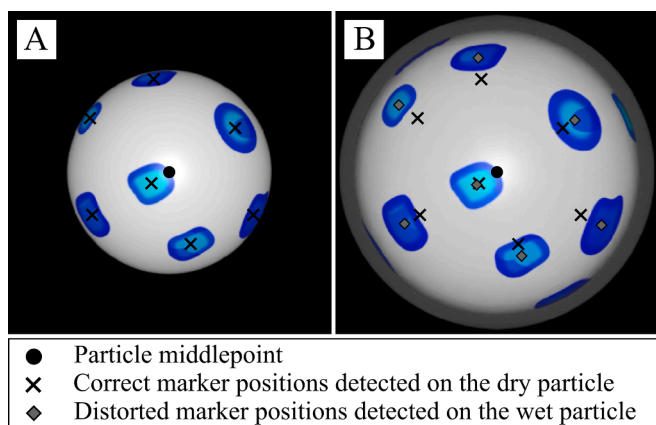 A
B
Particle middlepoint
Correct marker positions detected on the dry particle
Distorted marker positions detected on the wet particle